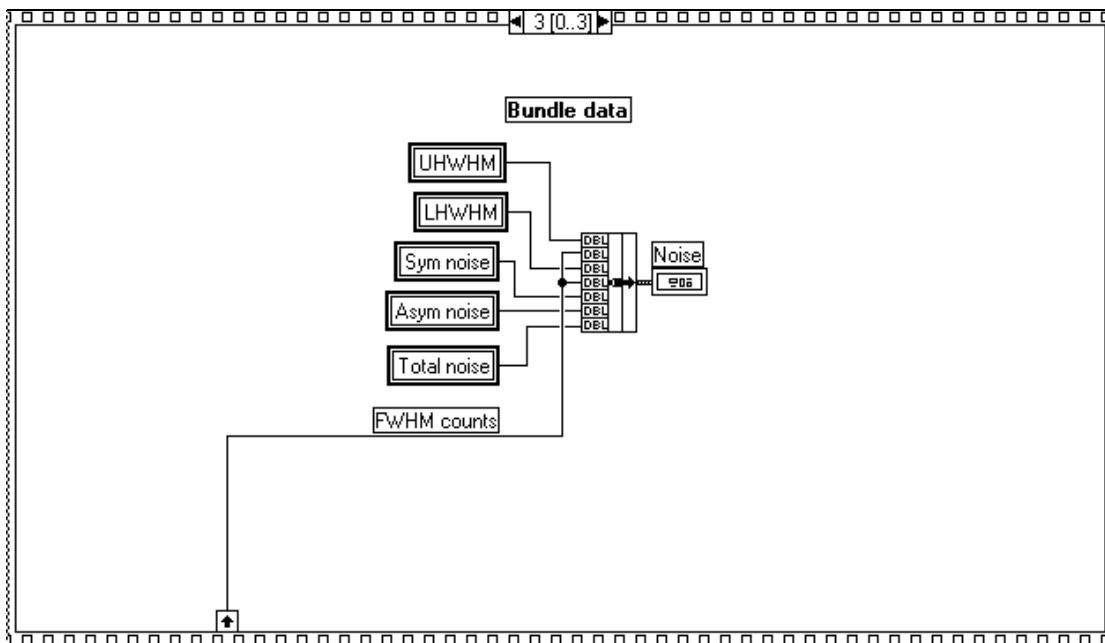 3 [0..3]
Bundle data
UHWHM
LHWHM
Sym noise
Asym noise
Total noise
FWHM counts
DBL
DBL
DBL
DBL
DBL
DBL
DBL
Noise